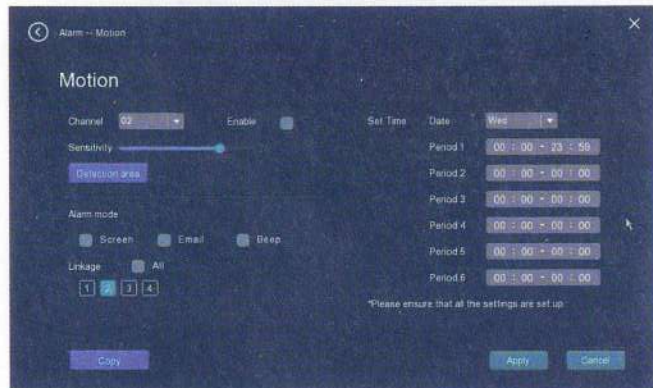 Alarm -- Motion
Motion
Channel 02 Enable
Sensitivity
Detection area
Alarm mode
Screen Email Beep
Linkage All
1 2 3 4
Copy
Set Time Date Wed
Period 1 00 : 00 - 23 : 59
Period 2 00 : 00 - 00 : 00
Period 3 00 : 00 - 00 : 00
Period 4 00 : 00 - 00 : 00
Period 5 00 : 00 - 00 : 00
Period 6 00 : 00 - 00 : 00
*Please ensure that all the settings are set up
Apply Cancel